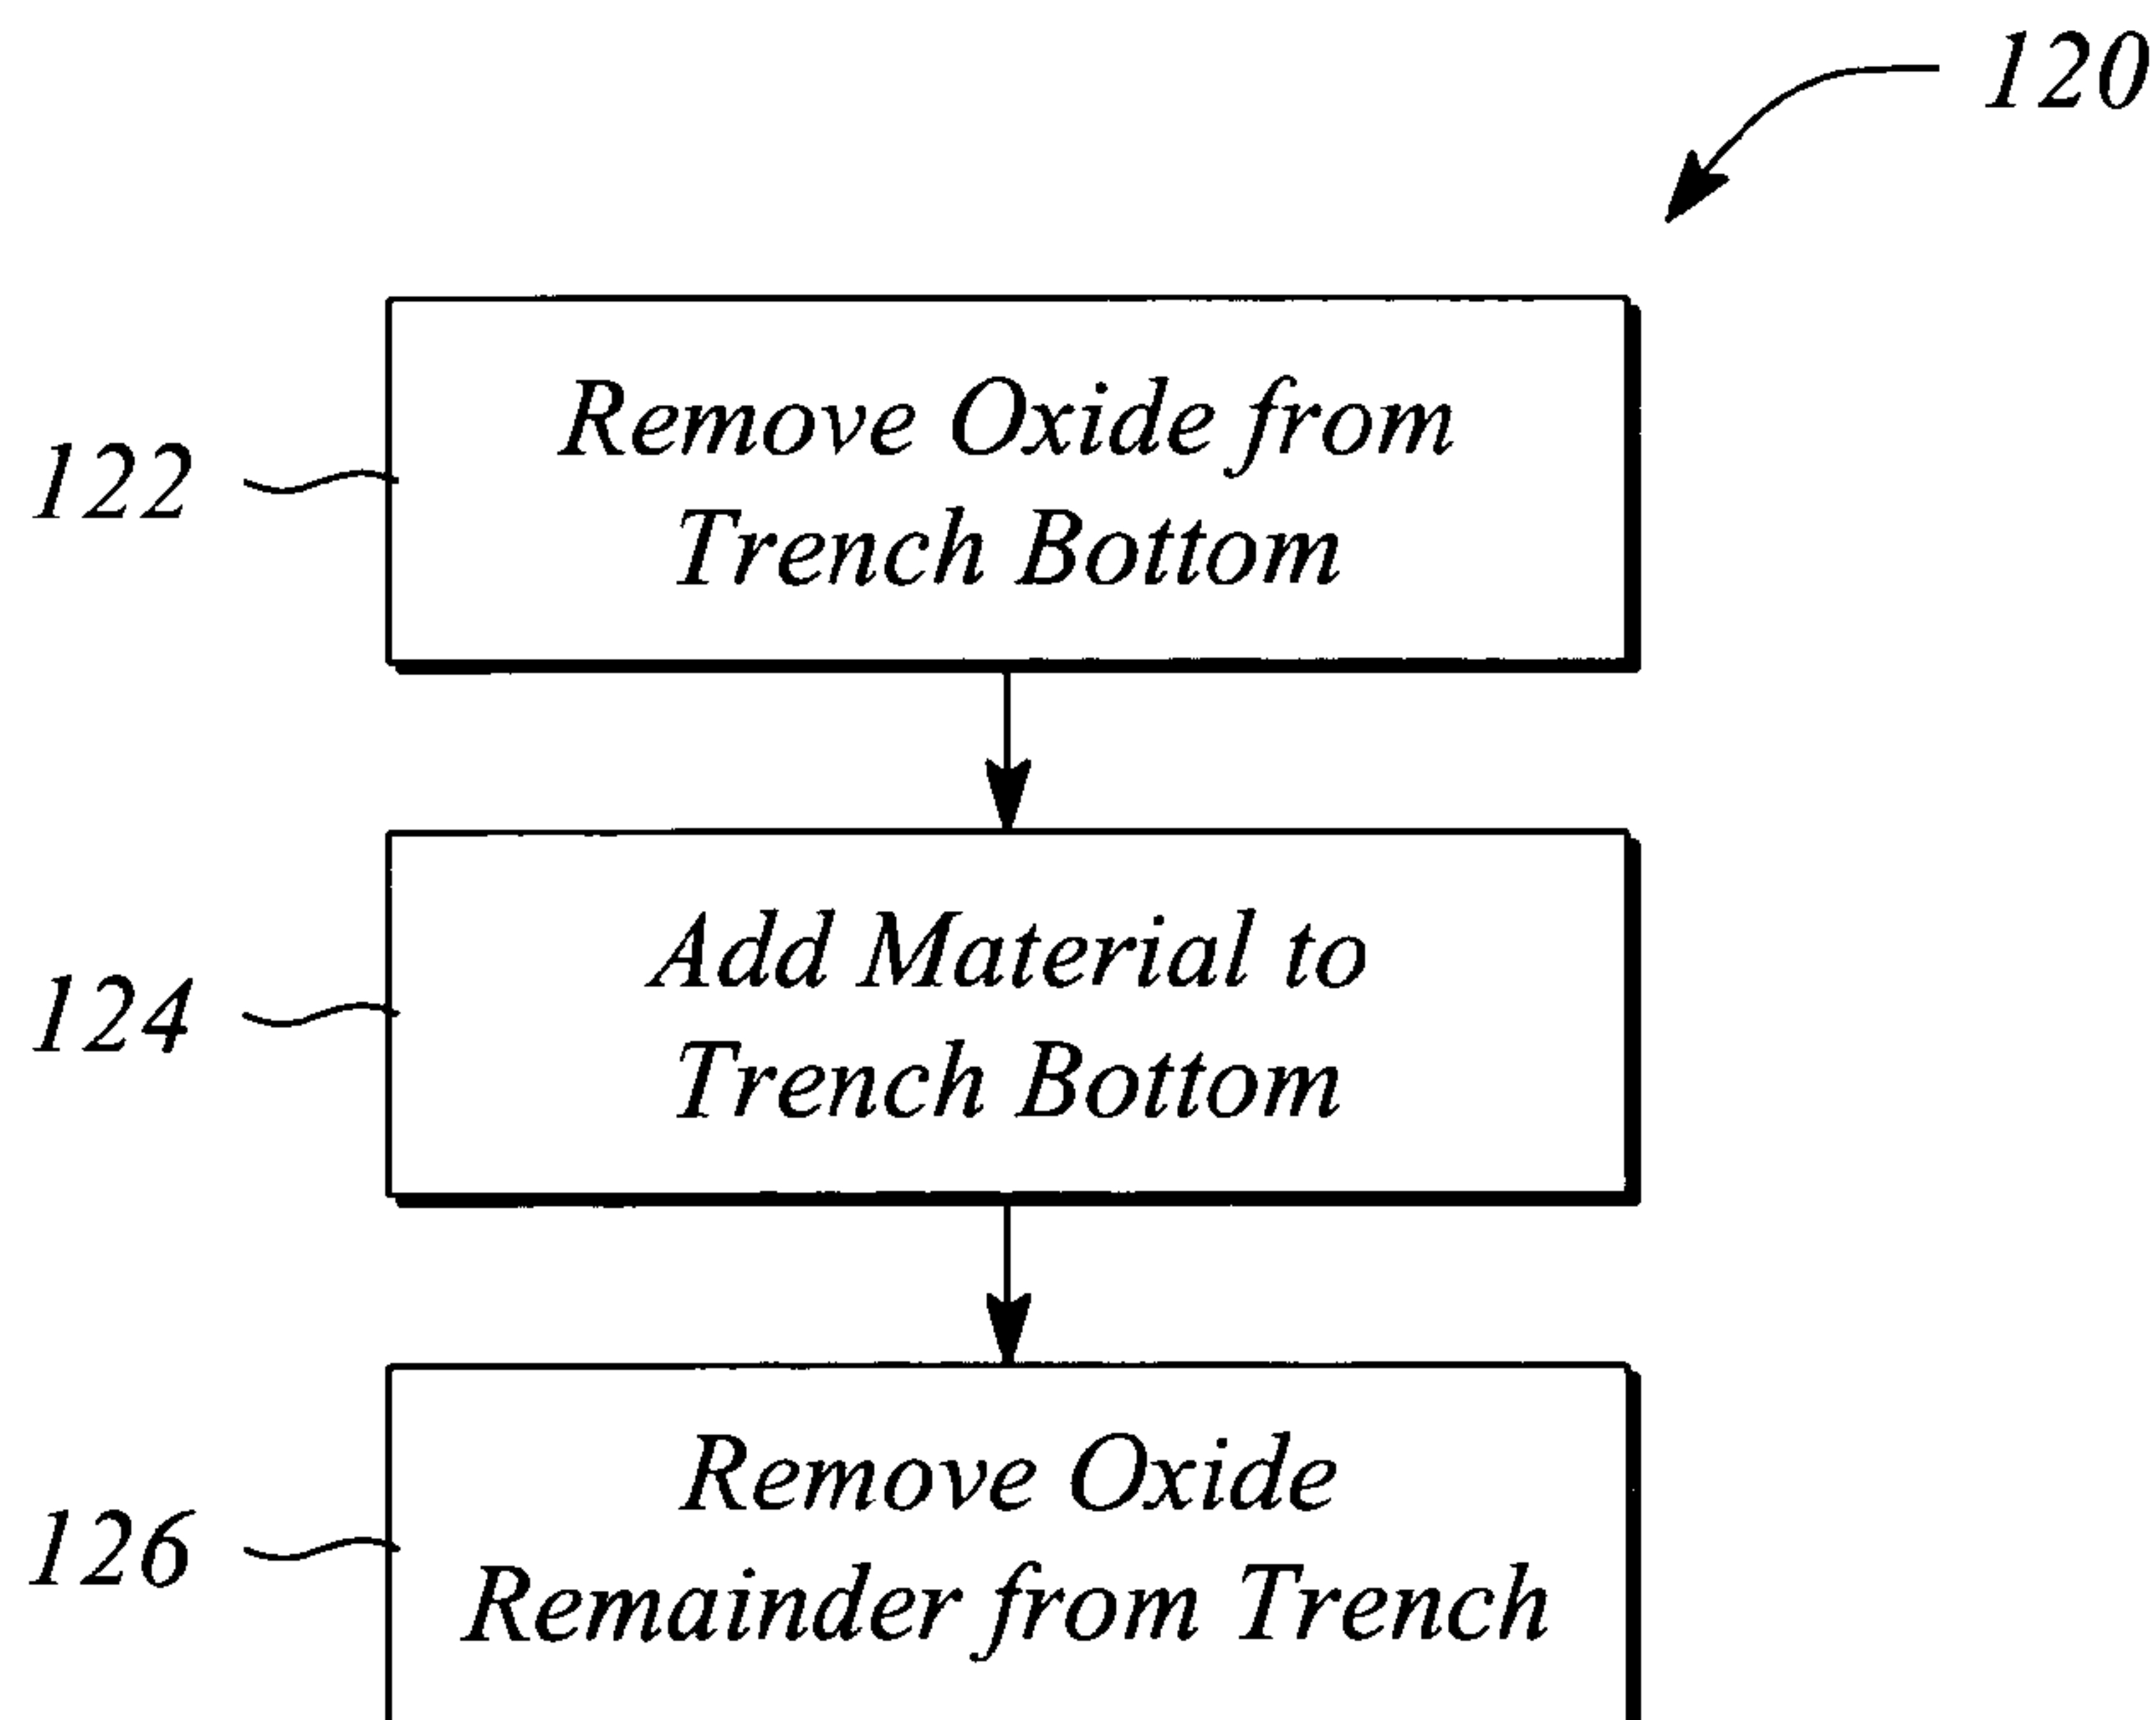 120
122
Remove Oxide from
Trench Bottom
124
Add Material to
Trench Bottom
126
Remove Oxide
Remainder from Trench